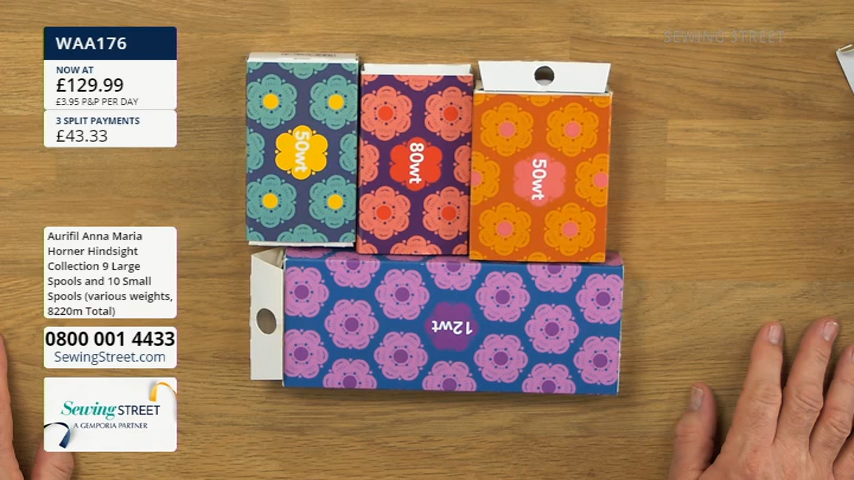 SEWING STREET
WAA176
NOW AT
£129.99
£3.95 P&P PER DAY
3 SPLIT PAYMENTS
£43.33
50wt
80wt
50wt
12wt
Aurifil Anna Maria
Horner Hindsight
Collection 9 Large
Spools and 10 Small
Spools (various weights,
8220m Total)
0800 001 4433
SewingStreet.com
Sewing STREET
A GEMPORIA PARTNER